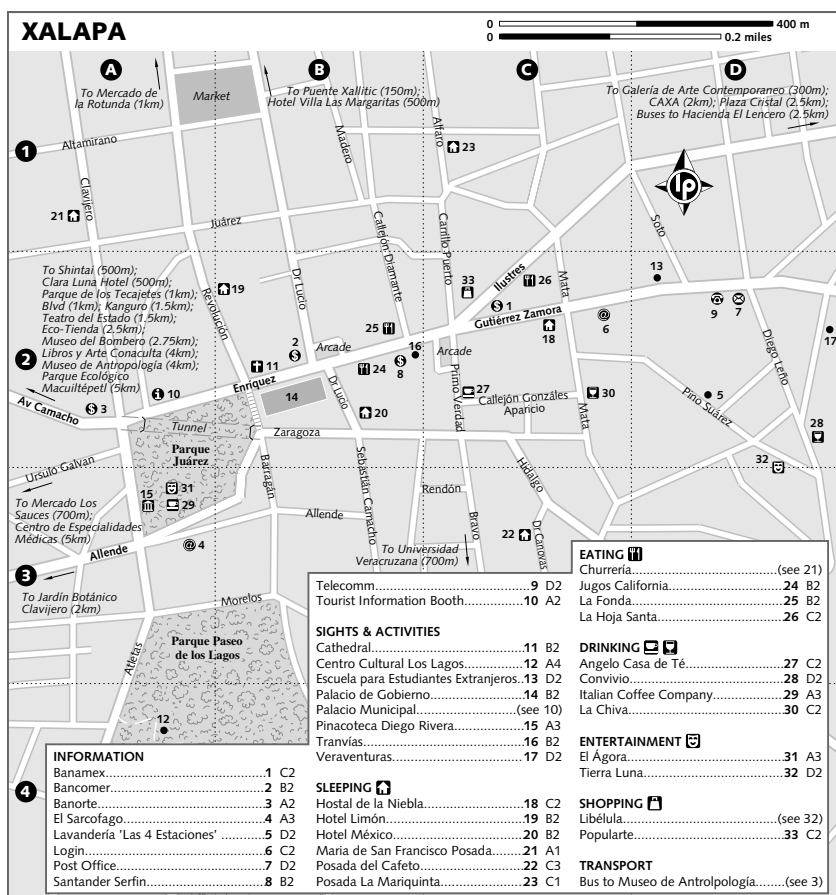 XALAPA
0 400 m
0 0.2 miles
A
B
C
D
1
2
3
4
To Mercado de
la Rotunda (1km)
Market
To Puente Xallitic (150m);
Hotel Villa Las Margaritas (500m)
To Galería de Arte Contemporaneo (300m);
CAXA (2km); Plaza Cristal (2.5km);
Buses to Hacienda El Lencero (2.5km)
Altamirano
Madero
Alfaro
23
lp
Clavijero
21
Juárez
Callejón Diamante
Carrillo Puerto
Soto
To Shintai (500m);
Clara Luna Hotel (500m);
Parque de los Tecajetes (1km);
Blvd (1km); Kanguro (1.5km);
Teatro del Estado (1.5km);
Eco-Tienda (2.5km);
Museo del Bombero (2.75km);
Libros y Arte Conaculta (4km);
Museo de Antropología (4km);
Parque Ecológico
Macuiltépetl (5km)
Revolución
19
Dr Lucio
33
Ilustres
26
Mata
13
1
Gutiérrez Zamora
9
7
2
Arcade
25
16
18
6
17
11
24
8
Arcade
Diego Leño
Enríquez
10
Av Camacho
3
14
Dr Lucio
20
Primo Verdad
27
Callejón Gonzáles
Aparicio
30
Mata
Pino Suárez
5
28
Tunnel
Zaragoza
Parque
Juárez
Ursulo Galvan
Barragán
Sebastián Camacho
32
Hidalgo
31
15
29
Rendón
To Mercado Los
Sauces (700m);
Centro de Especialidades
Médicas (5km)
Allende
4
Allende
Bravo
22
Dr Canovas
To Universidad
Veracruzana (700m)
To Jardín Botánico
Clavijero (2km)
Morelos
Parque Paseo
de los Lagos
Atletas
12
INFORMATION
Banamex 1 C2
Bancomer 2 B2
Banorte 3 A2
El Sarcofago 4 A3
Lavandería 'Las 4 Estaciones' 5 D2
Login 6 C2
Post Office 7 D2
Santander Serfin 8 B2
Telecomm 9 D2
Tourist Information Booth 10 A2
SIGHTS & ACTIVITIES
Cathedral 11 B2
Centro Cultural Los Lagos 12 A4
Escuela para Estudiantes Extranjeros 13 D2
Palacio de Gobierno 14 B2
Palacio Municipal (see 10)
Pinacoteca Diego Rivera 15 A3
Tranvías 16 B2
Veraventuras 17 D2
SLEEPING
Hostal de la Niebla 18 C2
Hotel Limón 19 B2
Hotel México 20 B2
Maria de San Francisco Posada 21 A1
Posada del Cafeto 22 C3
Posada La Mariquinta 23 C1
EATING
Churrería (see 21)
Jugos California 24 B2
La Fonda 25 B2
La Hoja Santa 26 C2
DRINKING
Angelo Casa de Té 27 C2
Convivio 28 D2
Italian Coffee Company 29 A3
La Chiva 30 C2
ENTERTAINMENT
El Ágora 31 A3
Tierra Luna 32 D2
SHOPPING
Libélula (see 32)
Popularte 33 C2
TRANSPORT
Bus to Museo de Antrolpología (see 3)